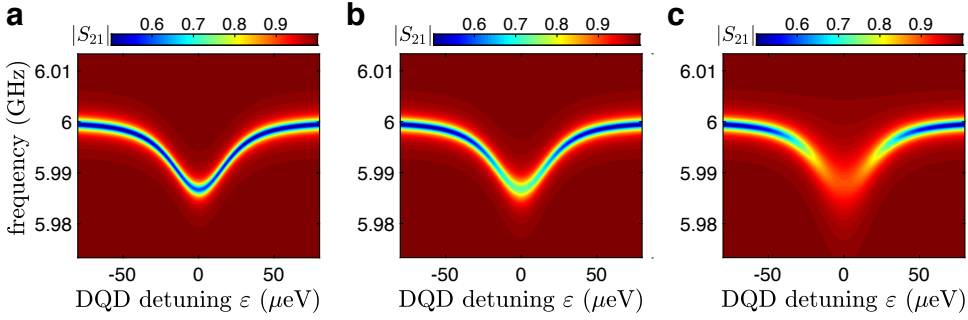 a
|S21|
0.6 0.7 0.8 0.9
6.01
6
5.99
5.98
frequency (GHz)
-50 0 50
DQD detuning ε (μeV)
b
|S21|
0.6 0.7 0.8 0.9
6.01
6
5.99
5.98
-50 0 50
DQD detuning ε (μeV)
c
|S21|
0.6 0.7 0.8 0.9
6.01
6
5.99
5.98
-50 0 50
DQD detuning ε (μeV)